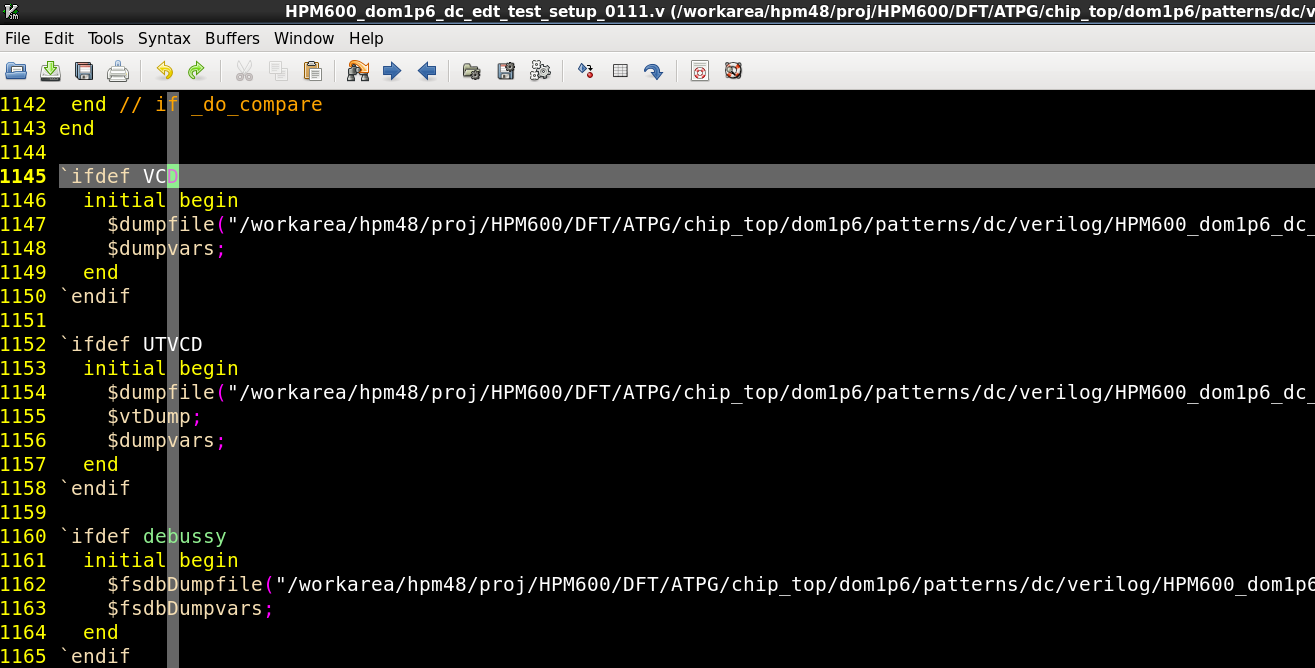 HPM600_dom1p6_dc_edt_test_setup_0111.v (/workarea/hpm48/proj/HPM600/DFT/ATPG/chip_top/dom1p6/patterns/dc/v
File Edit Tools Syntax Buffers Window Help
1142  end // if _do_compare
1143 end
1144
1145 `ifdef VCD
1146   initial begin
1147     $dumpfile("/workarea/hpm48/proj/HPM600/DFT/ATPG/chip_top/dom1p6/patterns/dc/verilog/HPM600_dom1p6_dc_
1148     $dumpvars;
1149   end
1150 `endif
1151
1152 `ifdef UTVCD
1153   initial begin
1154     $dumpfile("/workarea/hpm48/proj/HPM600/DFT/ATPG/chip_top/dom1p6/patterns/dc/verilog/HPM600_dom1p6_dc_
1155     $vtDump;
1156     $dumpvars;
1157   end
1158 `endif
1159
1160 `ifdef debussy
1161   initial begin
1162     $fsdbDumpfile("/workarea/hpm48/proj/HPM600/DFT/ATPG/chip_top/dom1p6/patterns/dc/verilog/HPM600_dom1p6
1163     $fsdbDumpvars;
1164   end
1165 `endif